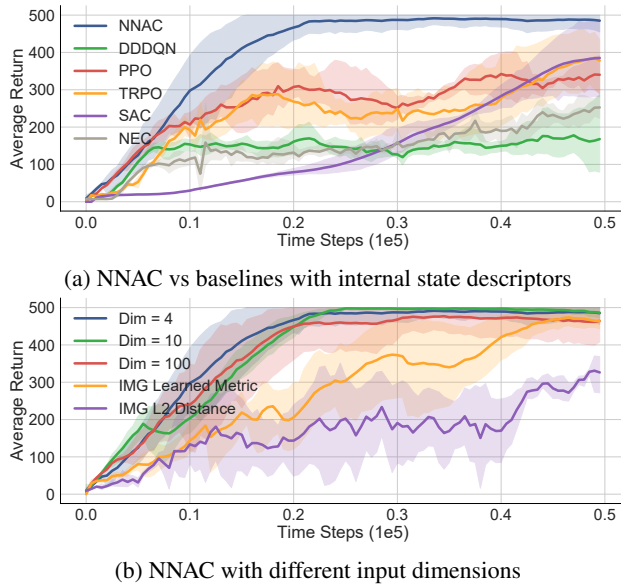 500
400
300
200
100
0
Average Return
NNAC
DDDQN
PPO
TRPO
SAC
NEC
0.0 0.1 0.2 0.3 0.4 0.5
Time Steps (1e5)
(a) NNAC vs baselines with internal state descriptors
500
400
300
200
100
0
Average Return
Dim = 4
Dim = 10
Dim = 100
IMG Learned Metric
IMG L2 Distance
0.0 0.1 0.2 0.3 0.4 0.5
Time Steps (1e5)
(b) NNAC with different input dimensions